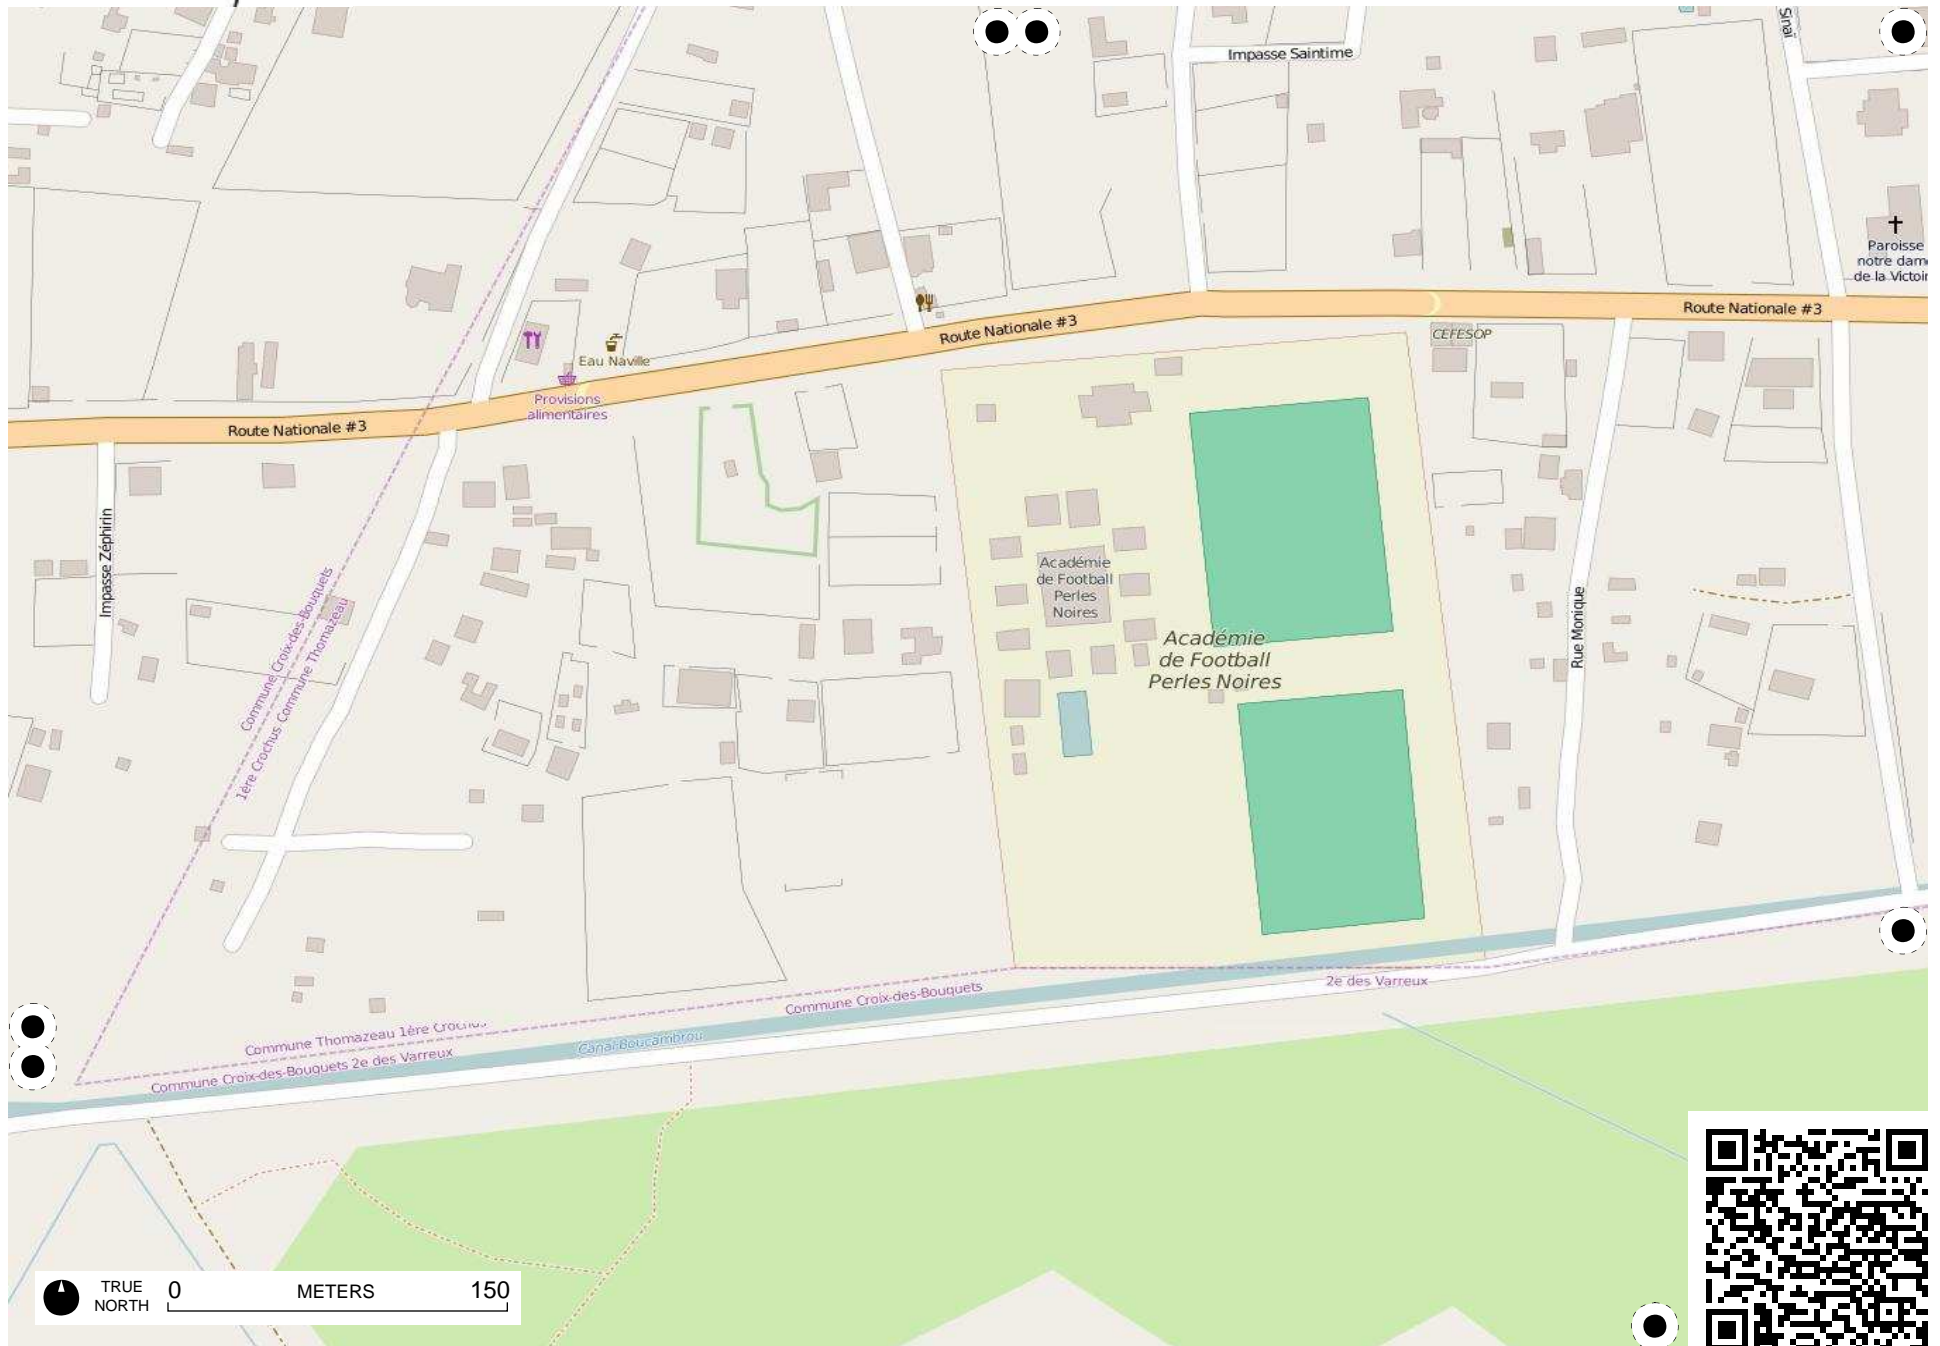 Sinaï
Impasse Saintime
Paroisse
notre dam
de la Victoir
Route Nationale #3
Route Nationale #3
CEFESOP
Eau Naville
Provisions
alimentaires
Route Nationale #3
Impasse Zéphirin
Commune Croix-des-Bouquets
1ère Crochus Commune Thomazeau
Académie
de Football
Perles
Noires
Académie
de Football
Perles Noires
Rue Monique
2e des Varreux
Commune Croix-des-Bouquets
Commune Thomazeau 1ère Crochus
Canal Boucambrou
Commune Croix-des-Bouquets 2e des Varreux
TRUE
NORTH
0 METERS 150